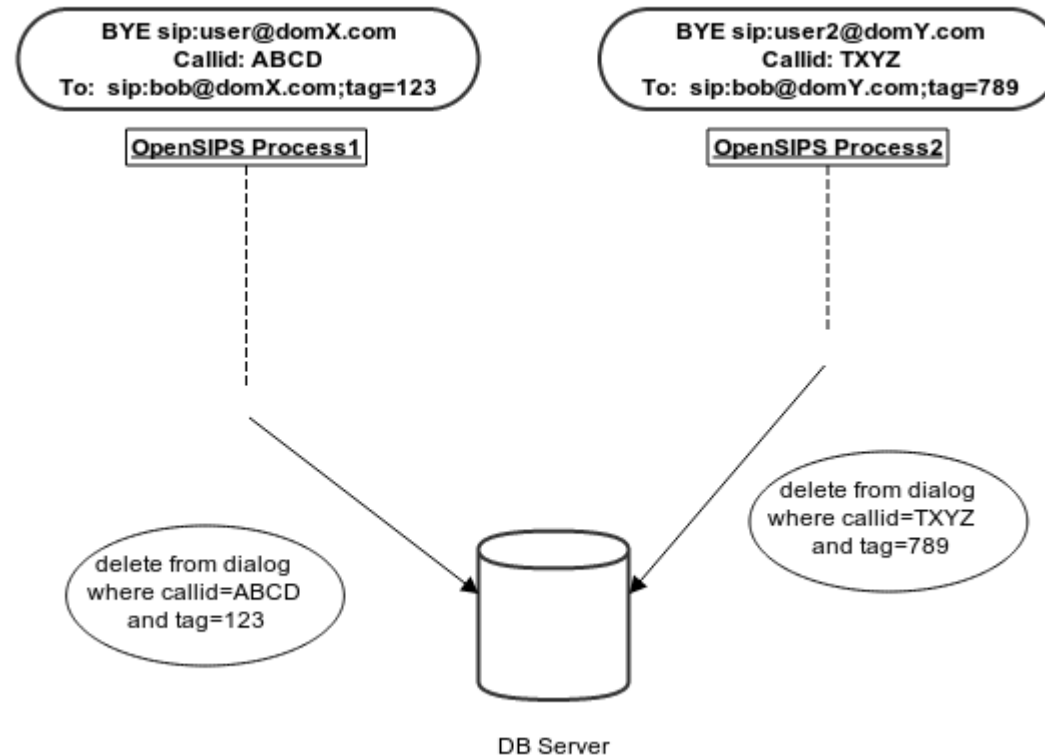 BYE sip:user@domX.com
Callid: ABCD
To:  sip:bob@domX.com;tag=123
BYE sip:user2@domY.com
Callid: TXYZ
To:  sip:bob@domY.com;tag=789
OpenSIPS Process1
OpenSIPS Process2
delete from dialog
where callid=TXYZ
and tag=789
delete from dialog
where callid=ABCD
and tag=123
DB Server